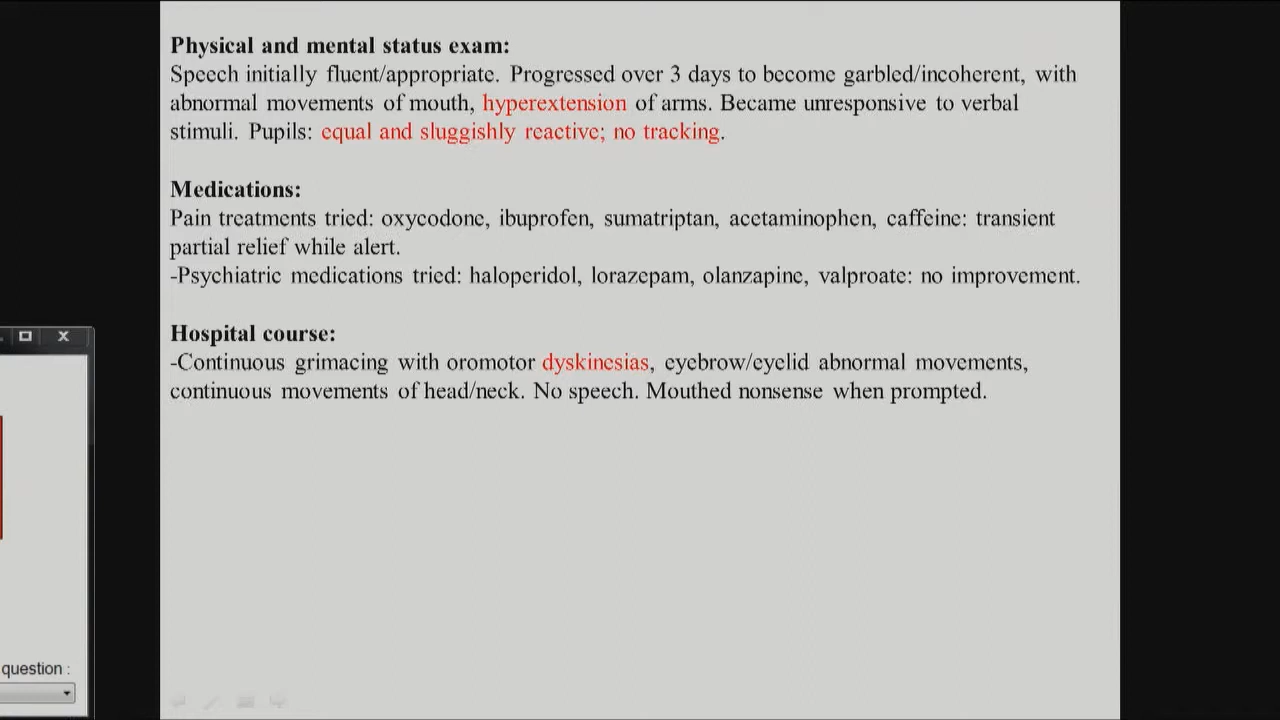 Physical and mental status exam:
Speech initially fluent/appropriate. Progressed over 3 days to become garbled/incoherent, with
abnormal movements of mouth, hyperextension of arms. Became unresponsive to verbal
stimuli. Pupils: equal and sluggishly reactive; no tracking.
Medications:
Pain treatments tried: oxycodone, ibuprofen, sumatriptan, acetaminophen, caffeine: transient
partial relief while alert.
-Psychiatric medications tried: haloperidol, lorazepam, olanzapine, valproate: no improvement.
Hospital course:
-Continuous grimacing with oromotor dyskinesias, eyebrow/eyelid abnormal movements,
continuous movements of head/neck. No speech. Mouthed nonsense when prompted.
question :